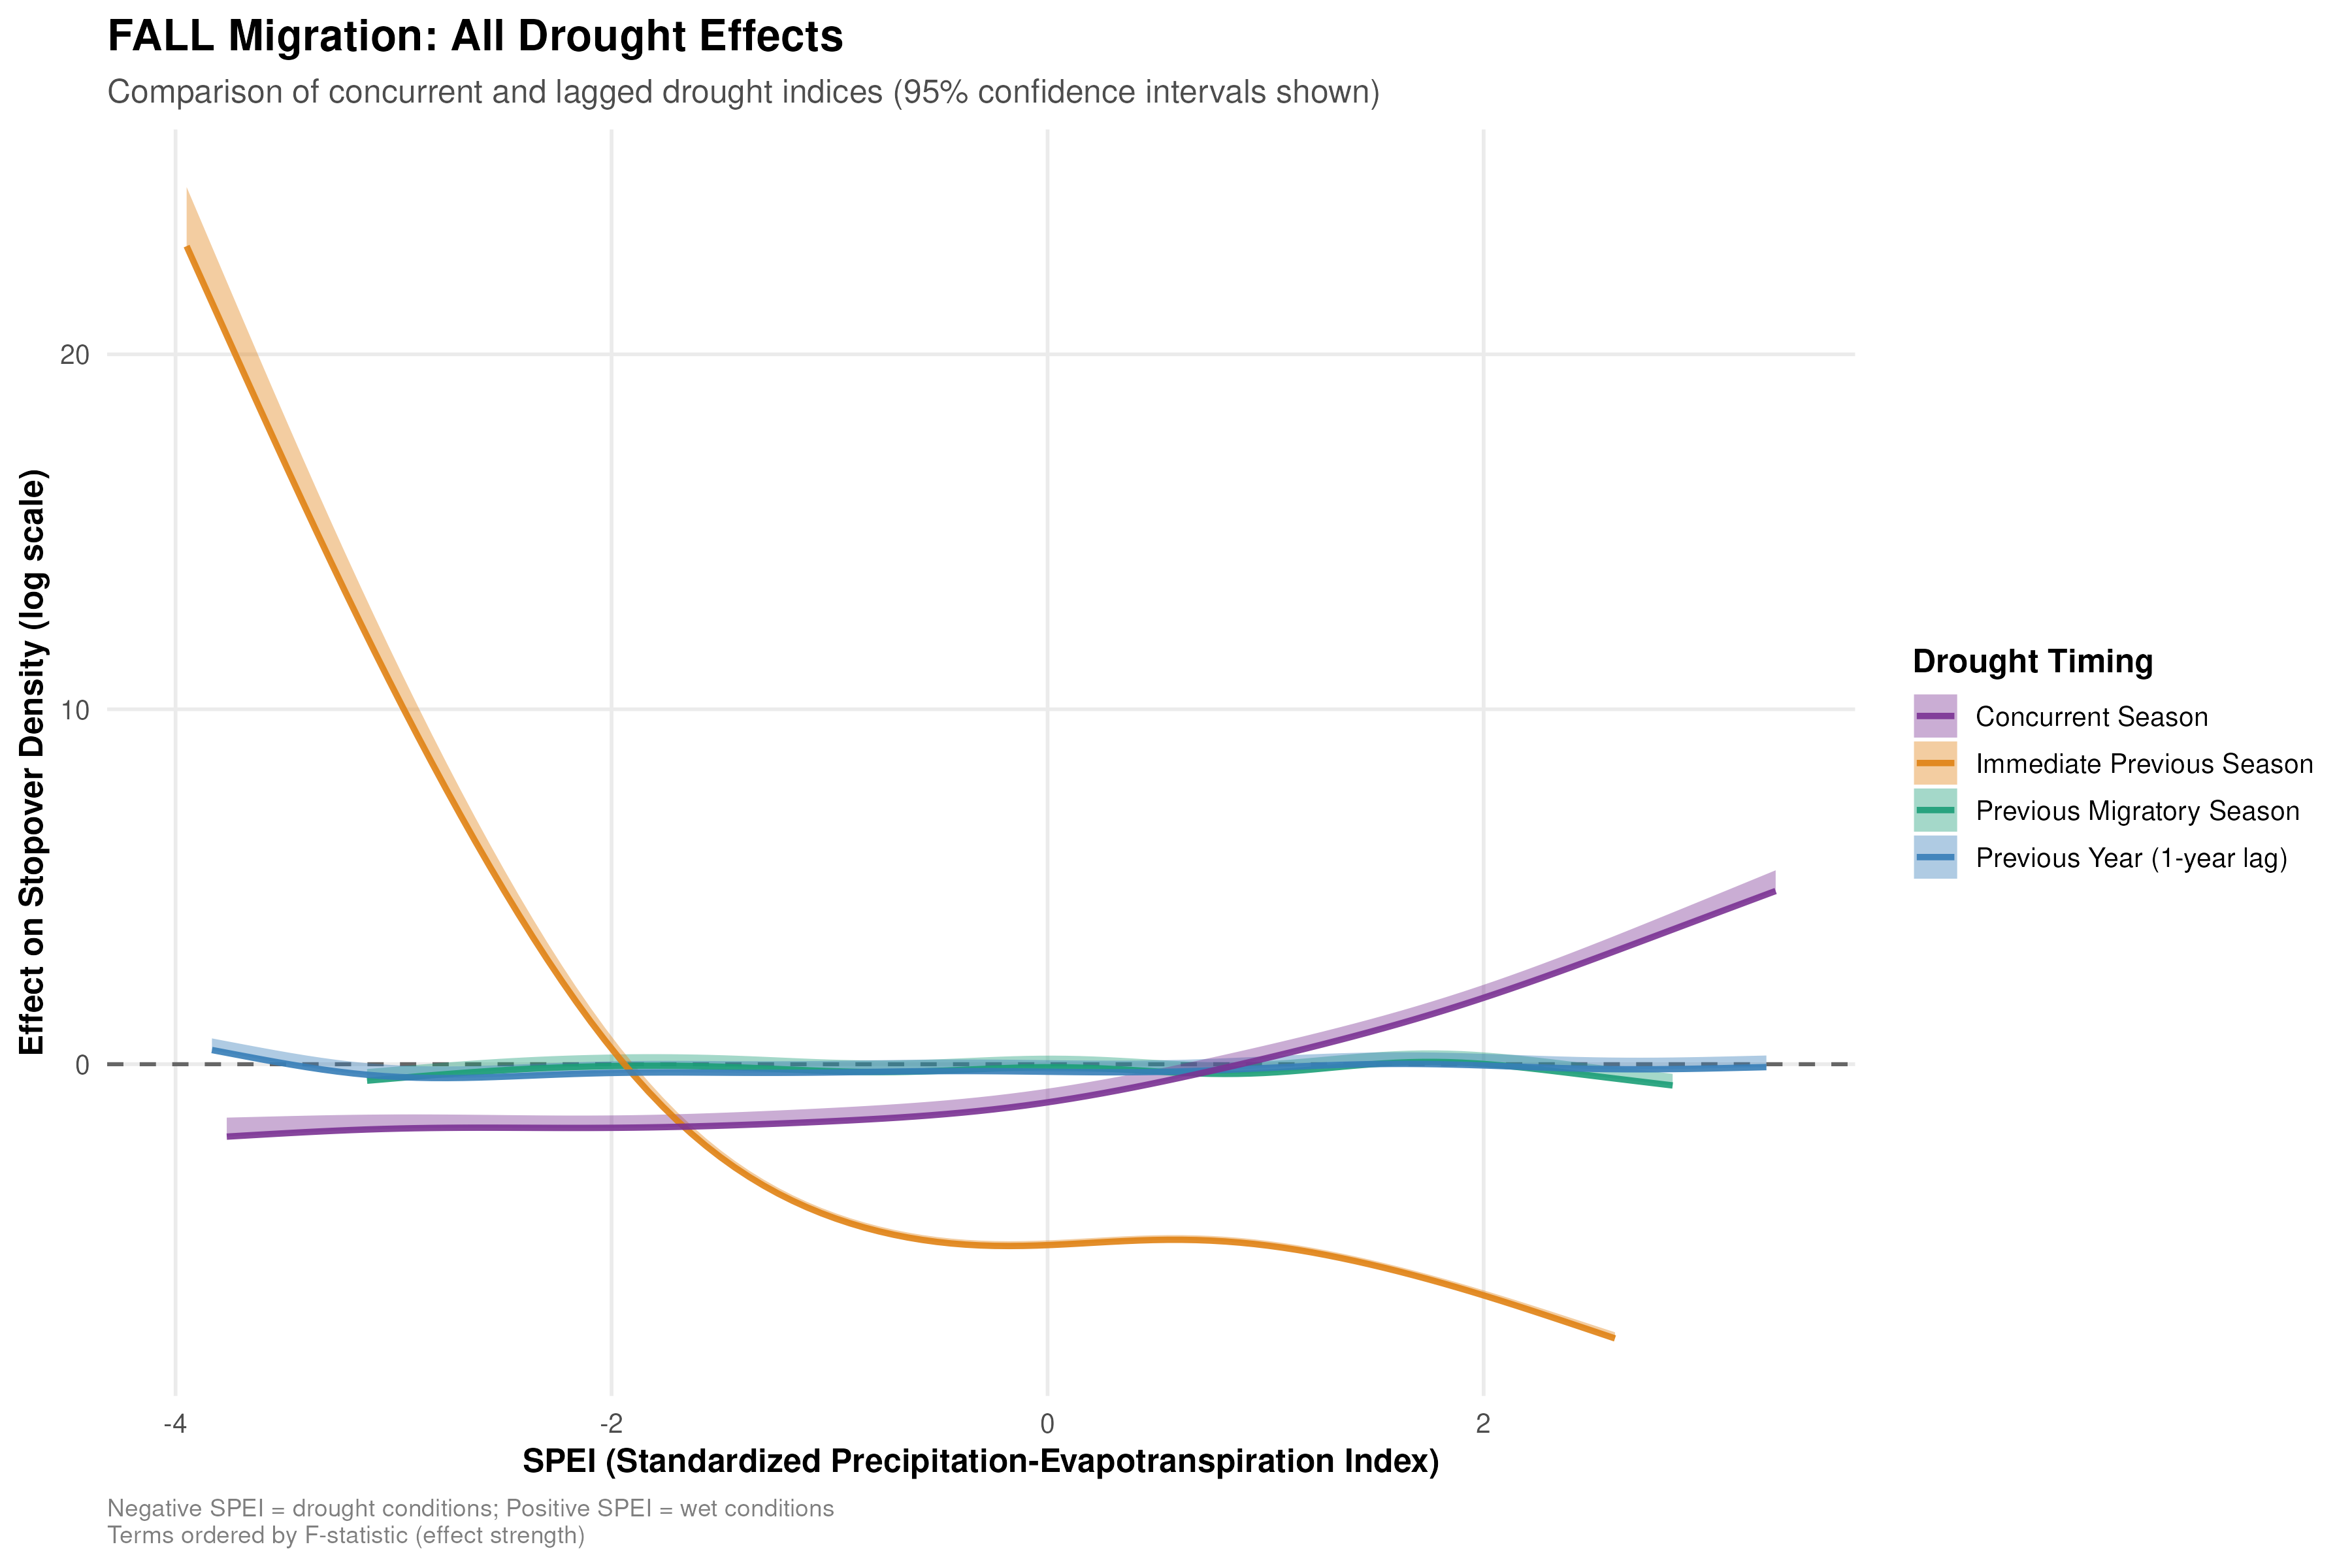 FALL Migration: All Drought Effects
Comparison of concurrent and lagged drought indices (95% confidence intervals shown)
Effect on Stopover Density (log scale)
20
10
0
-4
-2
0
2
SPEI (Standardized Precipitation-Evapotranspiration Index)
Drought Timing
Concurrent Season
Immediate Previous Season
Previous Migratory Season
Previous Year (1-year lag)
Negative SPEI = drought conditions; Positive SPEI = wet conditions
Terms ordered by F-statistic (effect strength)